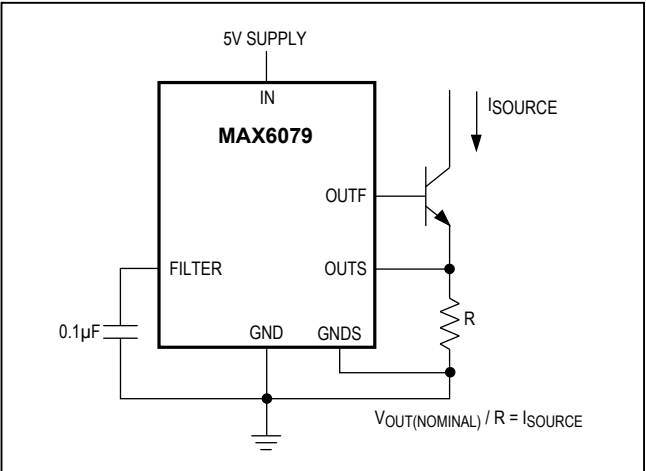 5V SUPPLY
IN
MAX6079
ISOURCE
OUTF
FILTER
OUTS
0.1µF
GND
GNDS
R
VOUT(NOMINAL) / R = ISOURCE